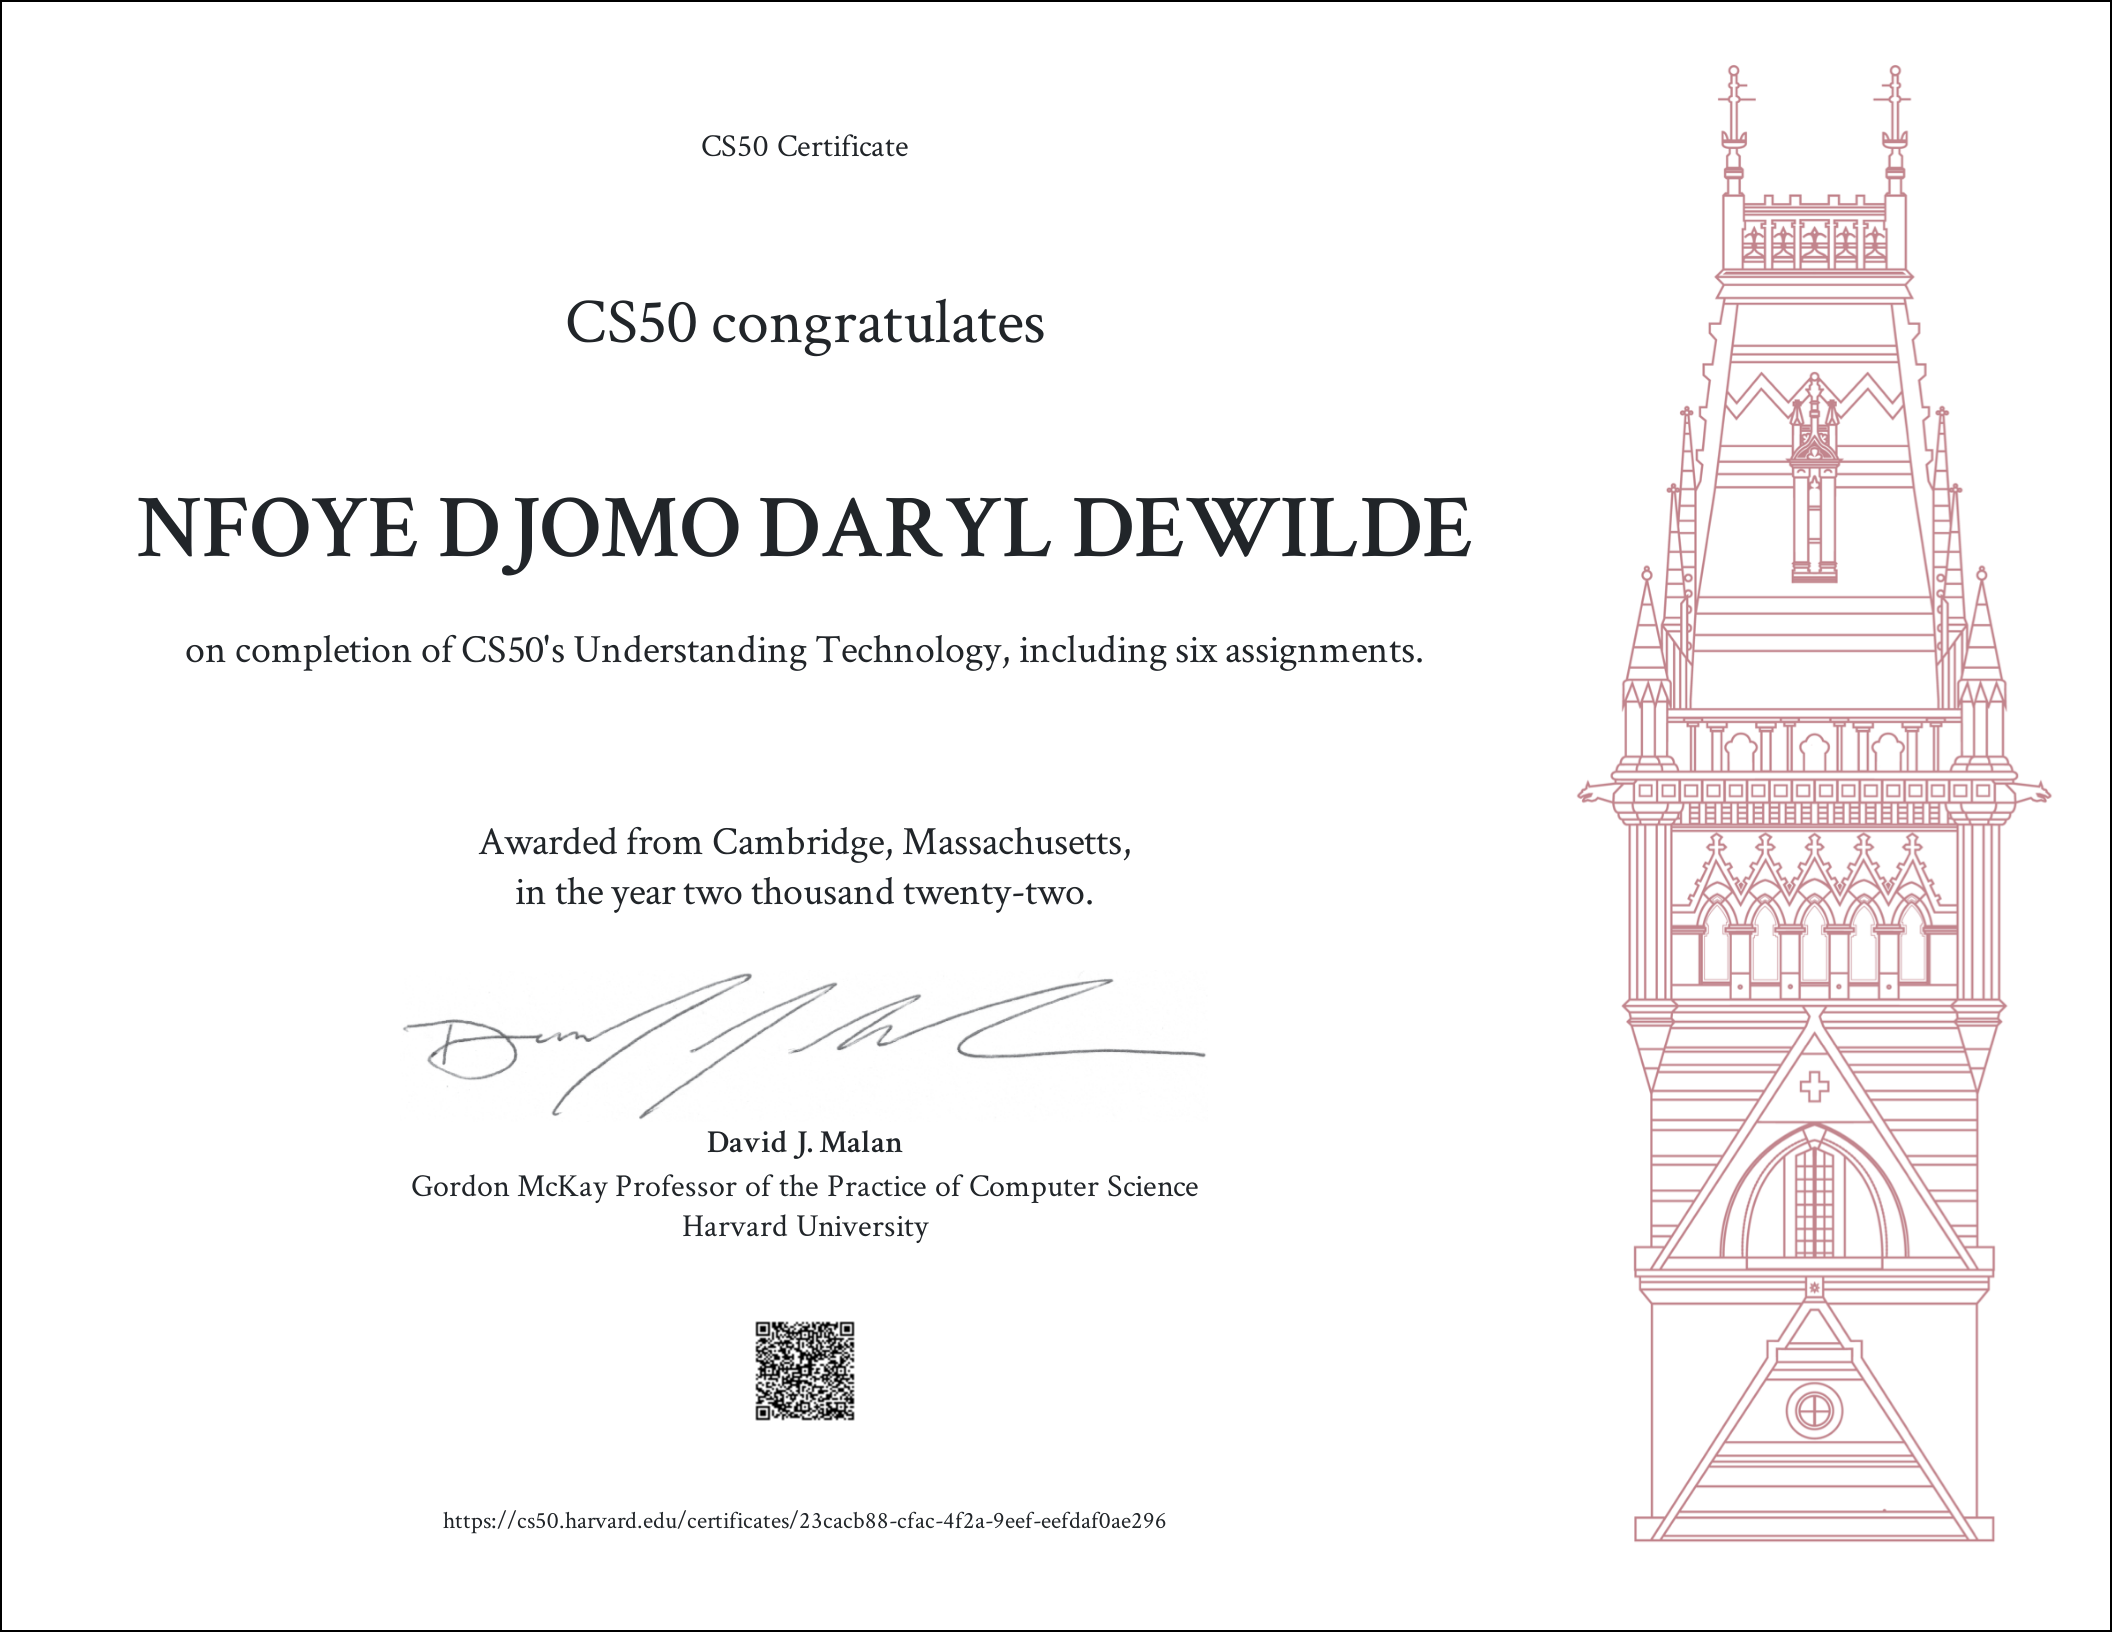 CS50 Certificate
CS50 congratulates
NFOYE DJOMO DARYL DEWILDE
on completion of CS50's Understanding Technology, including six assignments.
Awarded from Cambridge, Massachusetts,
in the year two thousand twenty-two.
David J. Malan
Gordon McKay Professor of the Practice of Computer Science
Harvard University
https://cs50.harvard.edu/certificates/23cacb88-cfac-4f2a-9eef-eefdaf0ae296